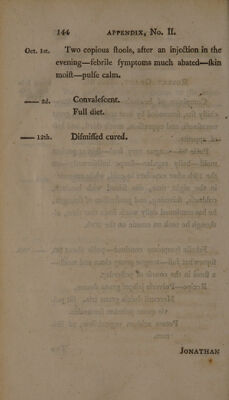 144 APPENDIX, No. II.
Oct. 1st. Two copious ſtools, after an injection in the
evening—febrile ſymptoms much abated—ſkin
moiſt—pulſe calm.
—— 2d. Convaleſcent.
Full diet.
—— 12th. Diſmiſſed cured.
JONATHAN